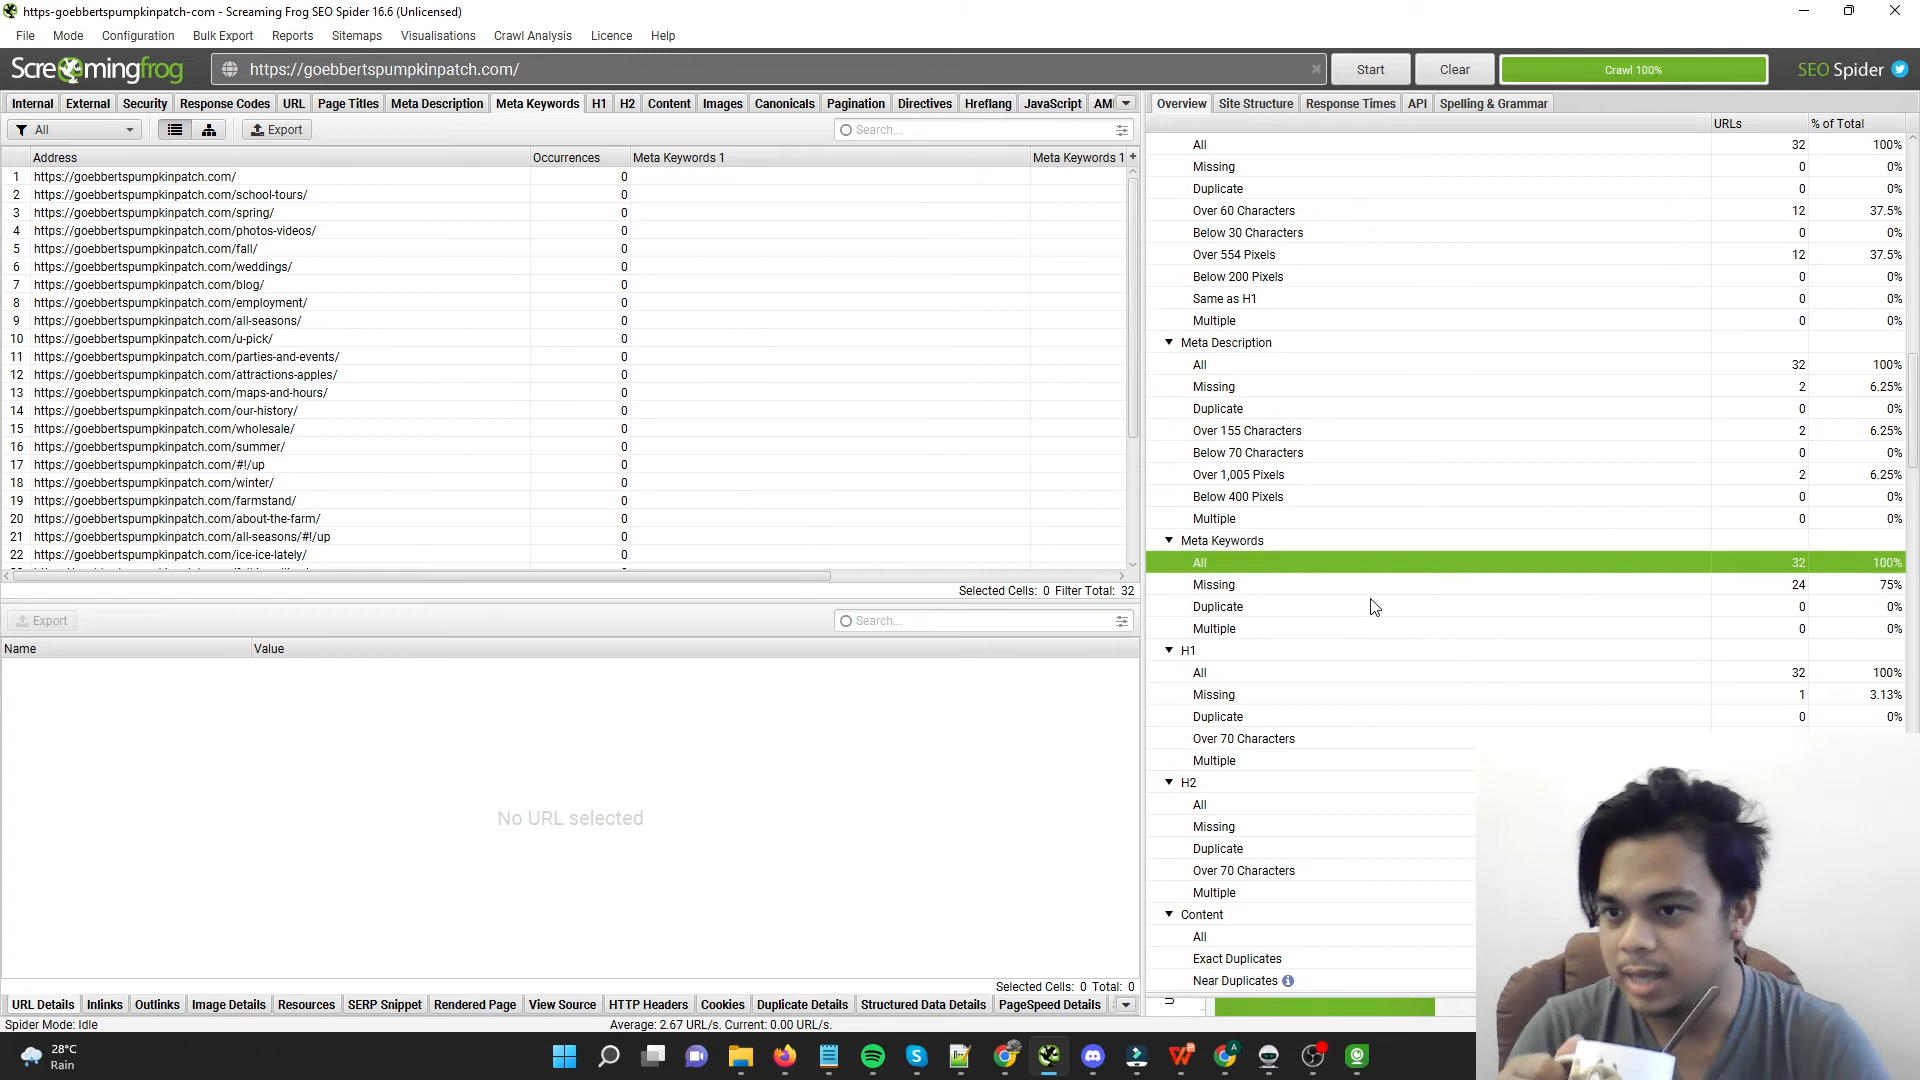 https-goebbertspumpkinpatch-com - Screaming Frog SEO Spider 16.6 (Unlicensed)
File Mode Configuration Bulk Export Reports Sitemaps Visualisations Crawl Analysis Licence Help
Screamingfrog https://goebbertspumpkinpatch.com/ Start Clear Crawl 100% SEO Spider
Internal External Security Response Codes URL Page Titles Meta Description Meta Keywords H1 H2 Content Images Canonicals Pagination Directives Hreflang JavaScript
All Export Search...
Address Occurrences Meta Keywords 1 Meta Keywords 1
1 https://goebbertspumpkinpatch.com/ 0
2 https://goebbertspumpkinpatch.com/school-tours/ 0
3 https://goebbertspumpkinpatch.com/spring/ 0
4 https://goebbertspumpkinpatch.com/photos-videos/ 0
5 https://goebbertspumpkinpatch.com/fall/ 0
6 https://goebbertspumpkinpatch.com/weddings/ 0
7 https://goebbertspumpkinpatch.com/blog/ 0
8 https://goebbertspumpkinpatch.com/employment/ 0
9 https://goebbertspumpkinpatch.com/all-seasons/ 0
10 https://goebbertspumpkinpatch.com/u-pick/ 0
11 https://goebbertspumpkinpatch.com/parties-and-events/ 0
12 https://goebbertspumpkinpatch.com/attractions-apples/ 0
13 https://goebbertspumpkinpatch.com/maps-and-hours/ 0
14 https://goebbertspumpkinpatch.com/our-history/ 0
15 https://goebbertspumpkinpatch.com/wholesale/ 0
16 https://goebbertspumpkinpatch.com/summer/ 0
17 https://goebbertspumpkinpatch.com/#!/up 0
18 https://goebbertspumpkinpatch.com/winter/ 0
19 https://goebbertspumpkinpatch.com/farmstand/ 0
20 https://goebbertspumpkinpatch.com/about-the-farm/ 0
21 https://goebbertspumpkinpatch.com/all-seasons/#!/up 0
22 https://goebbertspumpkinpatch.com/ice-ice-lately/ 0
Selected Cells: 0 Filter Total: 32
Export Search...
Name Value
No URL selected
Selected Cells: 0 Total: 0
URL Details Inlinks Outlinks Image Details Resources SERP Snippet Rendered Page View Source HTTP Headers Cookies Duplicate Details Structured Data Details PageSpeed Details
Spider Mode: Idle Average: 2.67 URL/s. Current: 0.00 URL/s.
Overview Site Structure Response Times API Spelling & Grammar
URLs % of Total
All 32 100%
Missing 0 0%
Duplicate 0 0%
Over 60 Characters 12 37.5%
Below 30 Characters 0 0%
Over 554 Pixels 12 37.5%
Below 200 Pixels 0 0%
Same as H1 0 0%
Multiple 0 0%
Meta Description
All 32 100%
Missing 2 6.25%
Duplicate 0 0%
Over 155 Characters 2 6.25%
Below 70 Characters 0 0%
Over 1,005 Pixels 2 6.25%
Below 400 Pixels 0 0%
Multiple 0 0%
Meta Keywords
All 32 100%
Missing 24 75%
Duplicate 0 0%
Multiple 0 0%
H1
All 32 100%
Missing 1 3.13%
Duplicate 0 0%
Over 70 Characters
Multiple
H2
All
Missing
Duplicate
Over 70 Characters
Multiple
Content
All
Exact Duplicates
Near Duplicates
28°C
Rain